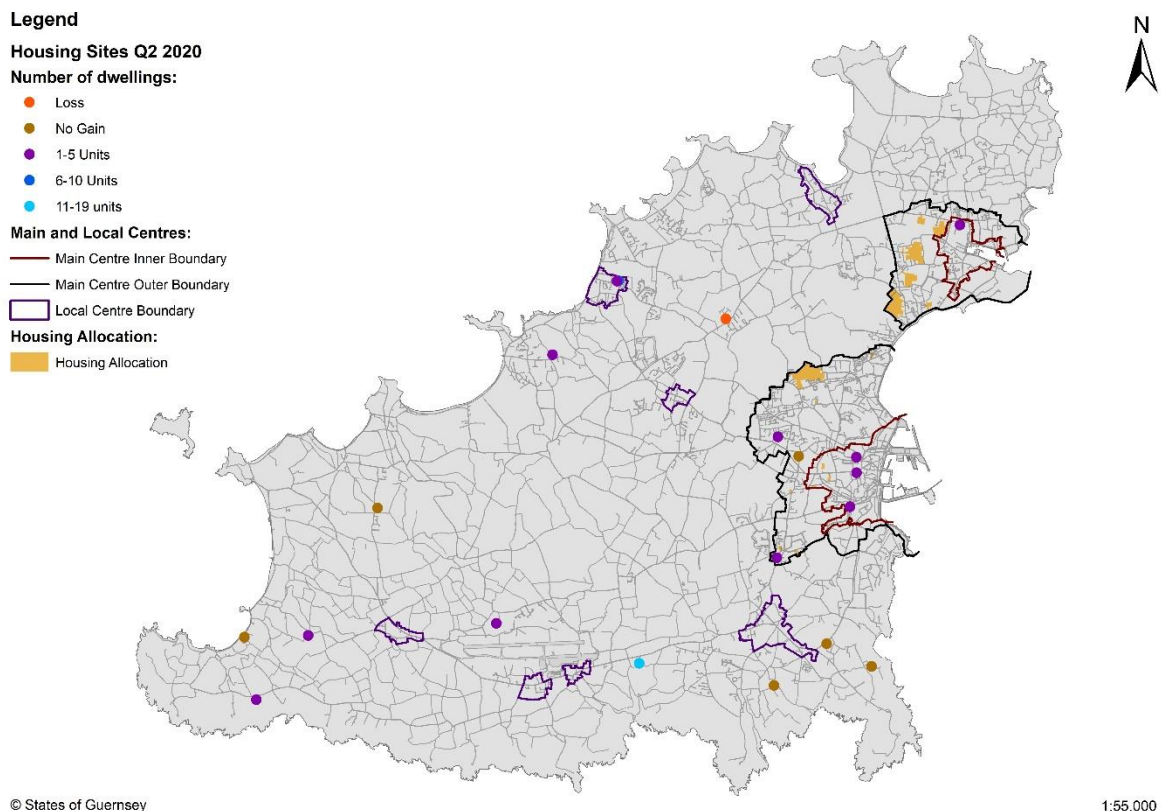 Legend
Housing Sites Q2 2020
Number of dwellings:
Loss
No Gain
1-5 Units
6-10 Units
11-19 units
Main and Local Centres:
Main Centre Inner Boundary
Main Centre Outer Boundary
Local Centre Boundary
Housing Allocation:
Housing Allocation
N
© States of Guernsey
1:55,000